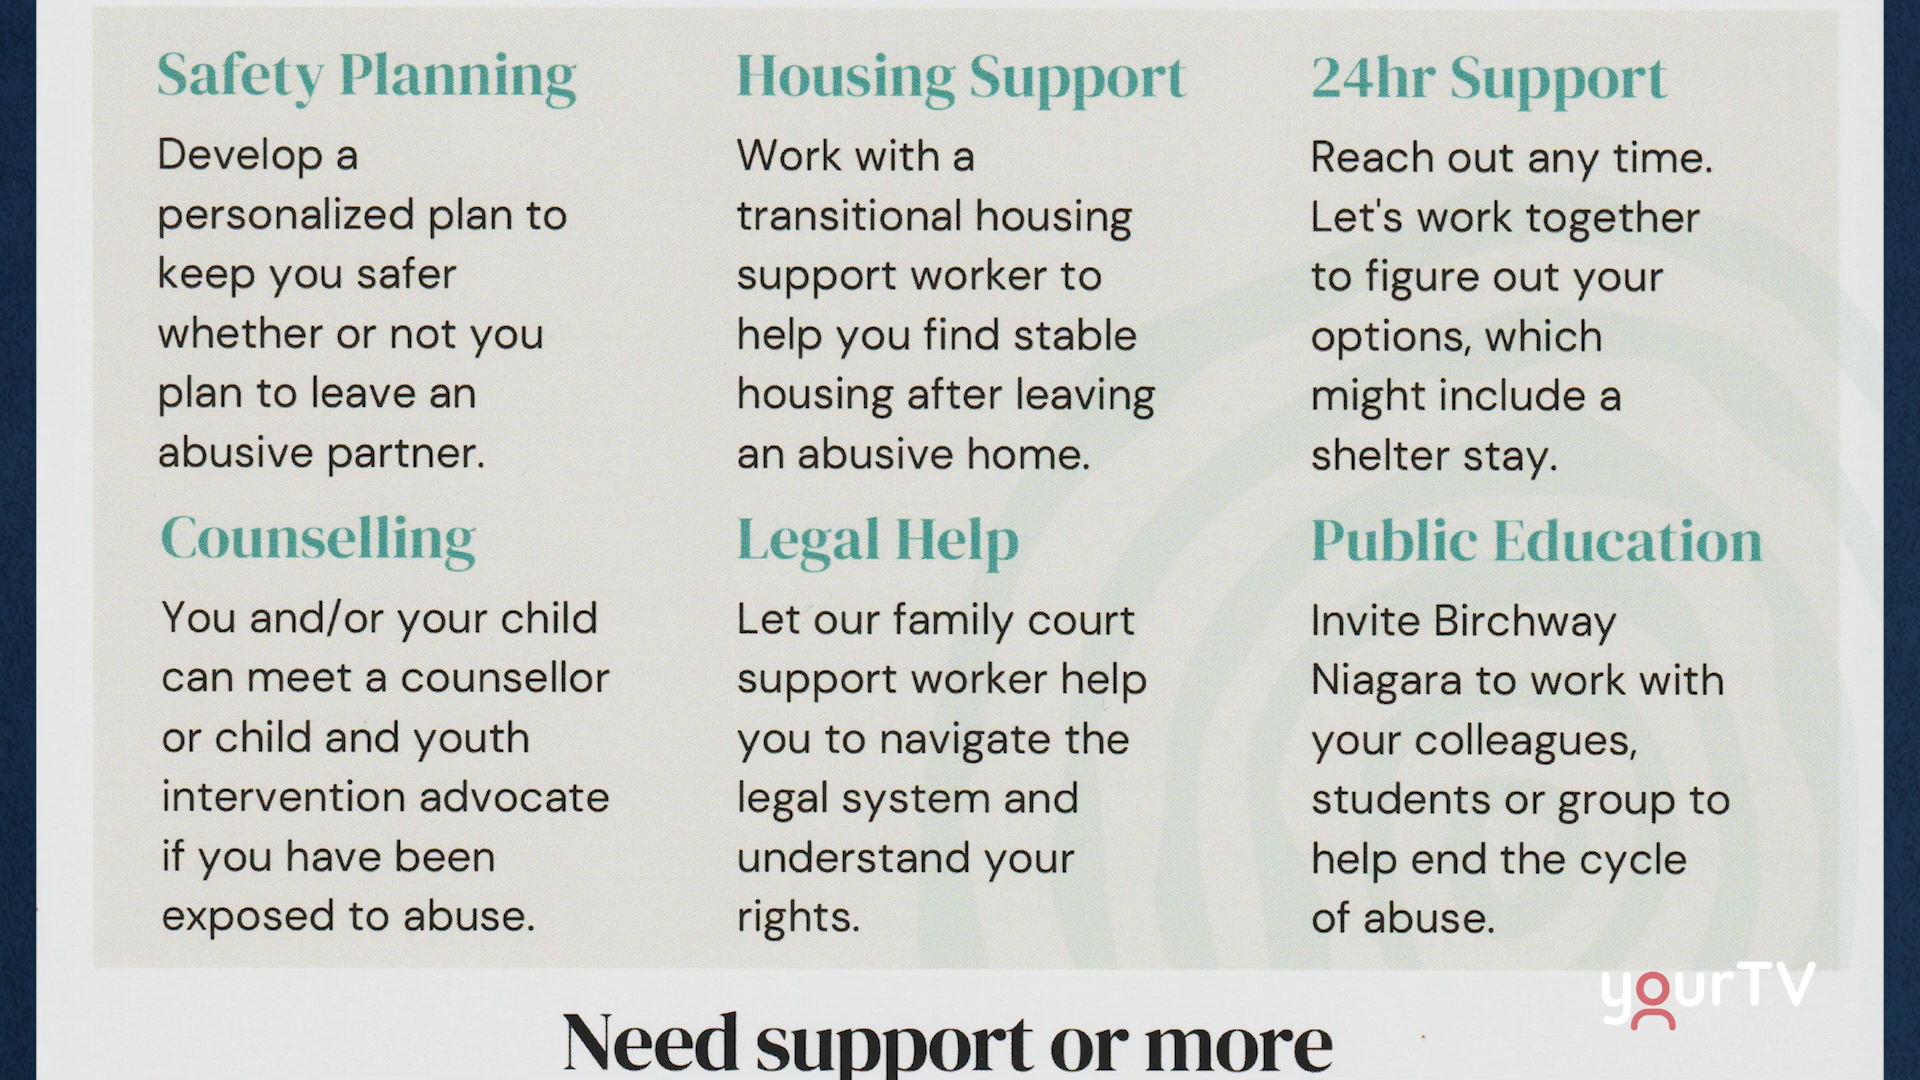 Safety Planning
Develop a
personalized plan to
keep you safer
whether or not you
plan to leave an
abusive partner.
Housing Support
Work with a
transitional housing
support worker to
help you find stable
housing after leaving
an abusive home.
24hr Support
Reach out any time.
Let's work together
to figure out your
options, which
might include a
shelter stay.
Counselling
You and/or your child
can meet a counsellor
or child and youth
intervention advocate
if you have been
exposed to abuse.
Legal Help
Let our family court
support worker help
you to navigate the
legal system and
understand your
rights.
Public Education
Invite Birchway
Niagara to work with
your colleagues,
students or group to
help end the cycle
of abuse.
yourTV
Need support or more